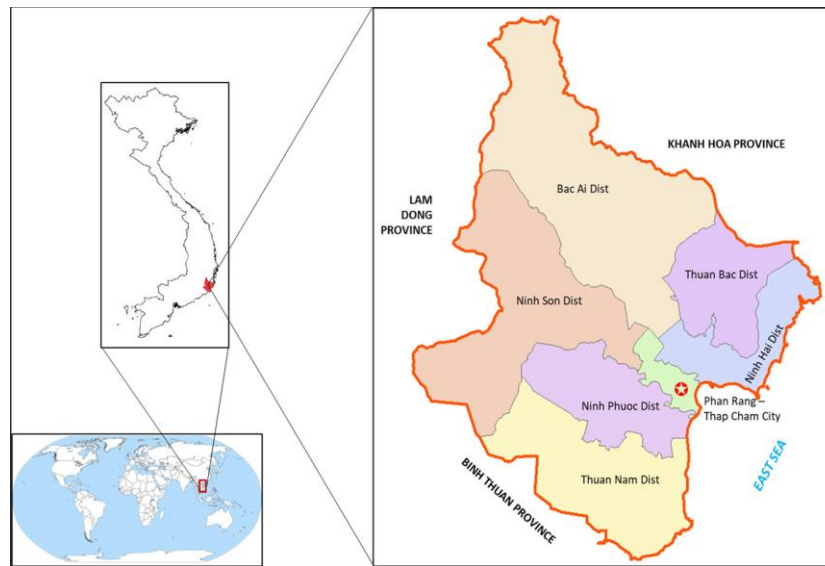 KHANH HOA PROVINCE
Bac Ai Dist
LAM
DONG
PROVINCE
Thuan Bac Dist
Ninh Son Dist
Ninh Hai Dist
Phan Rang –
Thap Cham City
Ninh Phuoc Dist
EAST SEA
Thuan Nam Dist
BINH THUAN PROVINCE